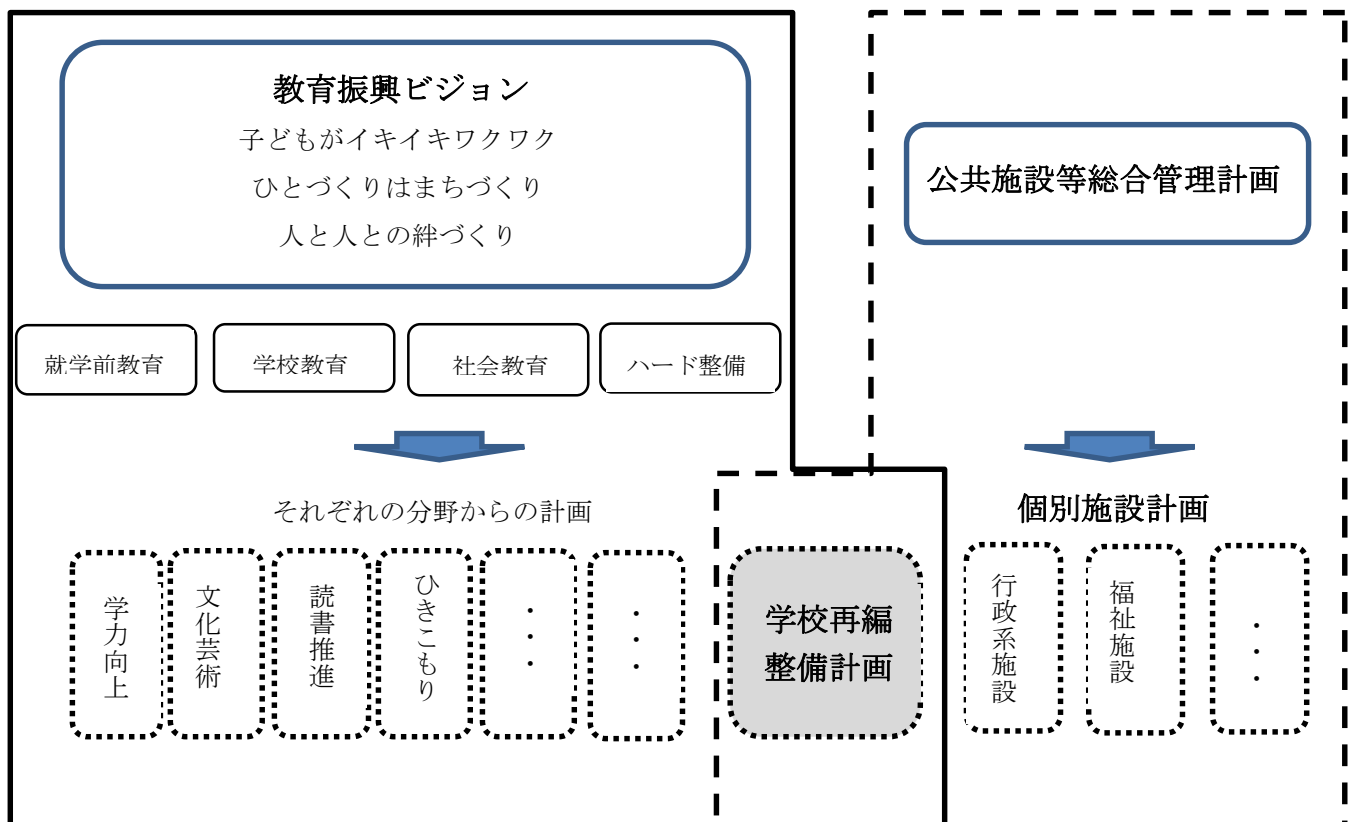 教育振興ビジョン
子どもがイキイキワクワク
ひとづくりはまちづくり
人と人との絆づくり
公共施設等総合管理計画
就学前教育
学校教育
社会教育
ハード整備
それぞれの分野からの計画
個別施設計画
学力向上
文化芸術
読書推進
ひきこもり
・・・
・・・
学校再編
整備計画
行政系施設
福祉施設
・・・